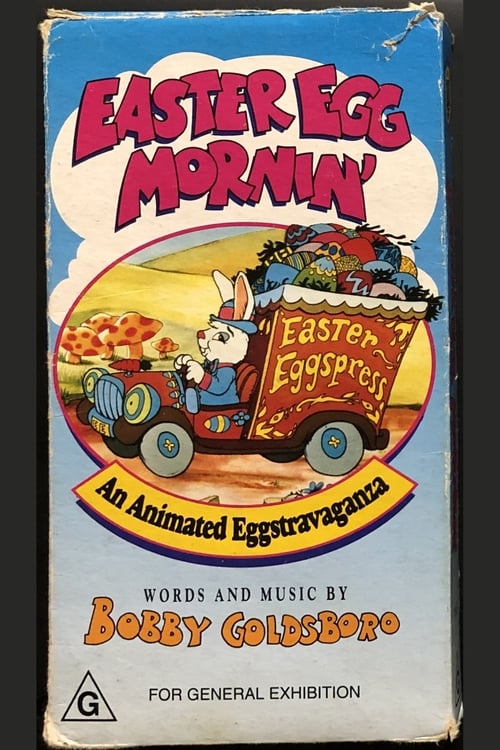 EASTER EGG
MORNIN'
Easter
Eggspress
An Animated Eggstravaganza
WORDS AND MUSIC BY
BOBBY GOLDSBORO
G
FOR GENERAL EXHIBITION